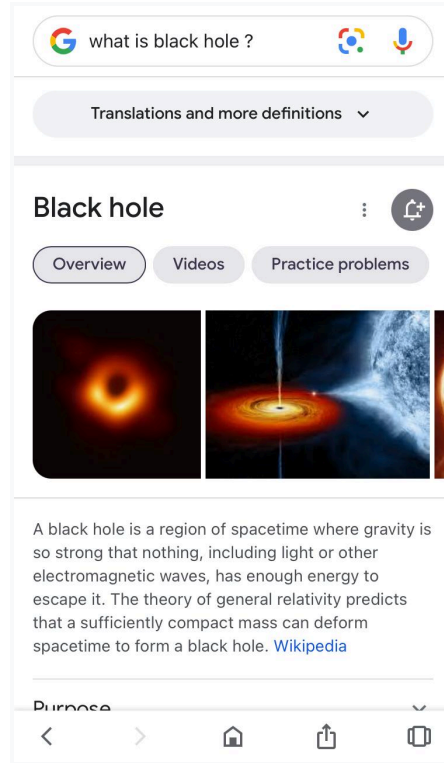 what is black hole ?
Translations and more definitions
Black hole
Overview
Videos
Practice problems
A black hole is a region of spacetime where gravity is
so strong that nothing, including light or other
electromagnetic waves, has enough energy to
escape it. The theory of general relativity predicts
that a sufficiently compact mass can deform
spacetime to form a black hole. Wikipedia
Purpose